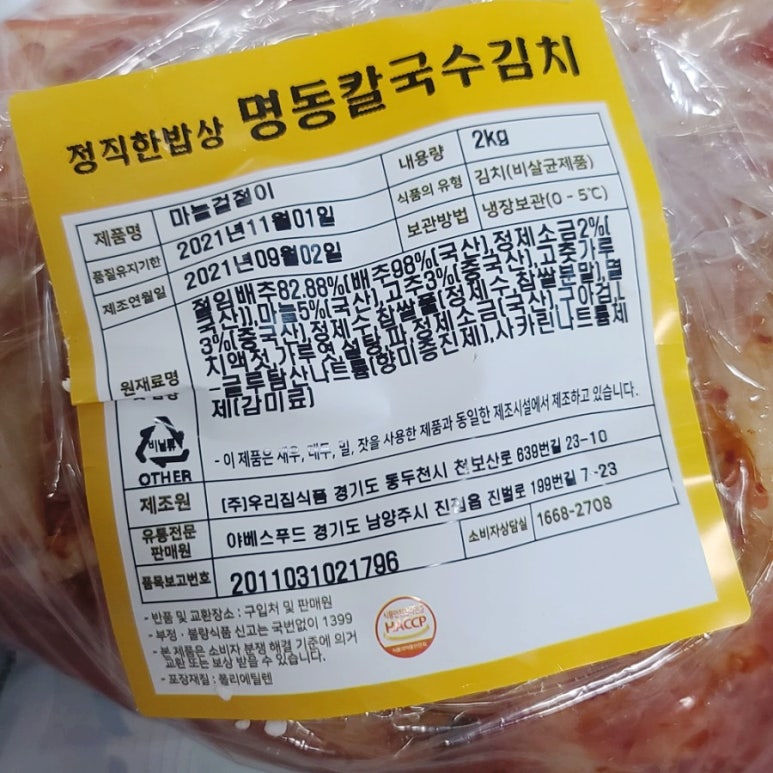 정직한밥상 명동칼국수김치
제품명 마늘겉절이 내용량 2kg
품질유지기한 2021년11월01일 식품의 유형 김치(비살균제품)
제조연월일 2021년09월02일 보관방법 냉장보관(0 - 5℃)
원재료명
절임배추82.88%(배추98%(국산),정제소금2%(
국산)),마늘5%(국산),고추3%(중국산),고춧가루
3%(중국산),정제수,찹쌀풀(정제수,찹쌀분말),멸
치액젓,가루엿,설탕,파,정제소금(국산),구아검,L
-글루탐산나트륨(향미증진제),사카린나트륨제
제(감미료)
비닐류
OTHER
- 이 제품은 새우, 대두, 밀, 잣을 사용한 제품과 동일한 제조시설에서 제조하고 있습니다.
제조원 (주)우리집식품 경기도 동두천시 천보산로 639번길 23-10
유통전문
판매원 야베스푸드 경기도 남양주시 진접읍 진벌로 199번길 7-23
품목보고번호 2011031021796 소비자상담실 1668-2708
- 반품 및 교환장소 : 구입처 및 판매원
- 부정 · 불량식품 신고는 국번없이 1399
- 본 제품은 소비자 분쟁 해결 기준에 의거
교환 또는 보상 받을 수 있습니다.
- 포장재질 : 폴리에틸렌
HACCP